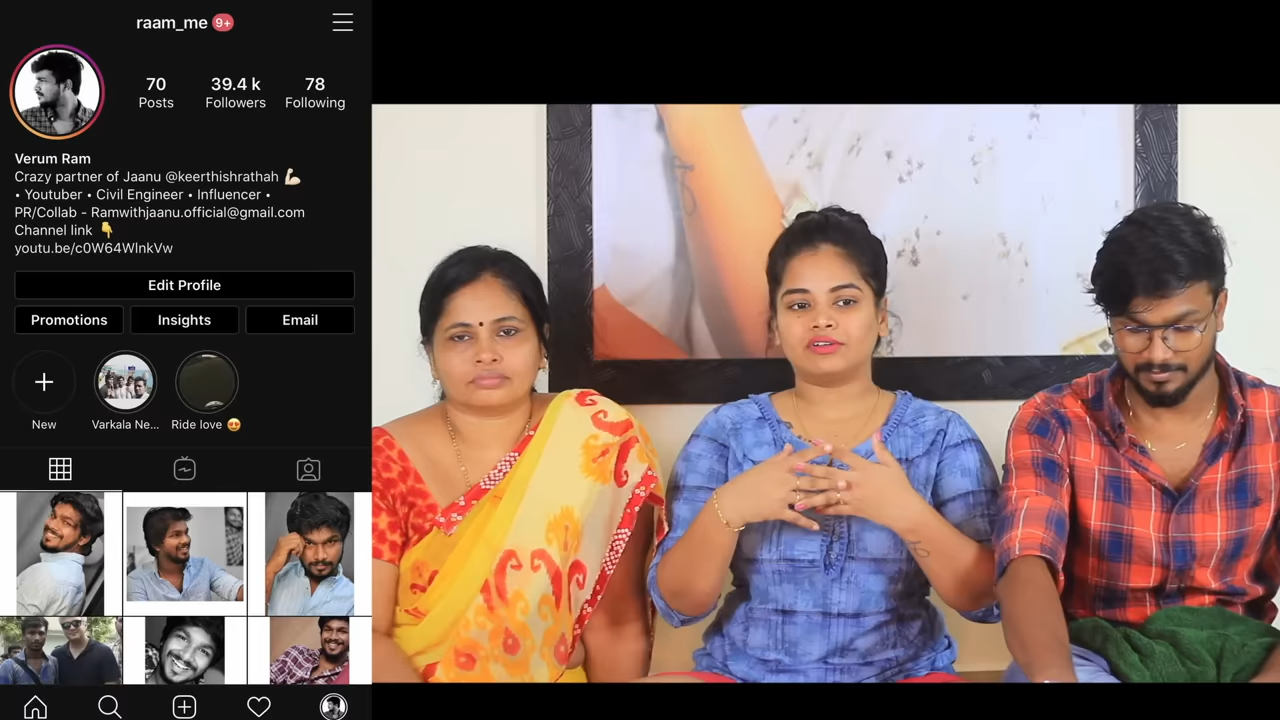 raam_me 9+
70 39.4 k 78
Posts Followers Following
Verum Ram
Crazy partner of Jaanu @keerthishrathah 💪🏻
• Youtuber • Civil Engineer • Influencer •
PR/Collab - Ramwithjaanu.official@gmail.com
Channel link 👇
youtu.be/c0W64WlnkVw
Edit Profile
Promotions Insights Email
New Varkala Ne... Ride love 😍